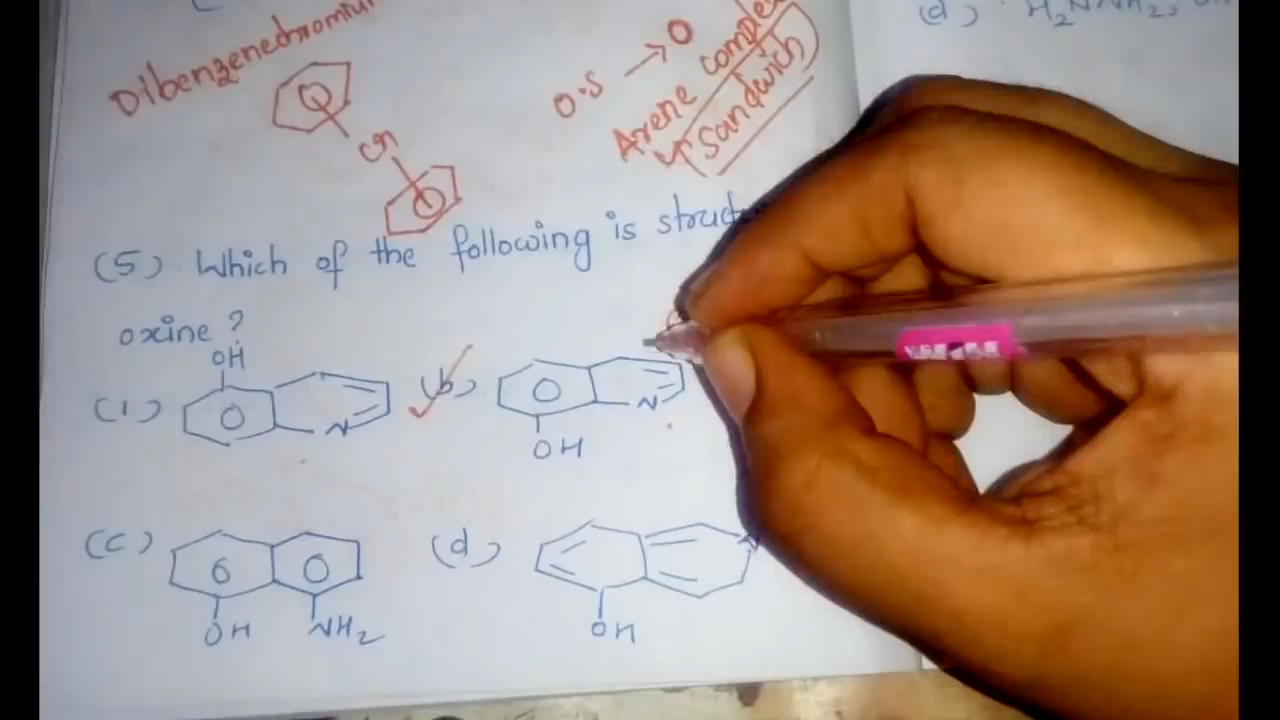 Dibenzenechromium
Cr
O.S → 0
Arene complex
Sandwich
(d) H2NNH2,
(5) Which of the following is
oxine ?
OH
(1)
N
(b)
N
OH
(c)
OH
NH2
(d)
N
OH